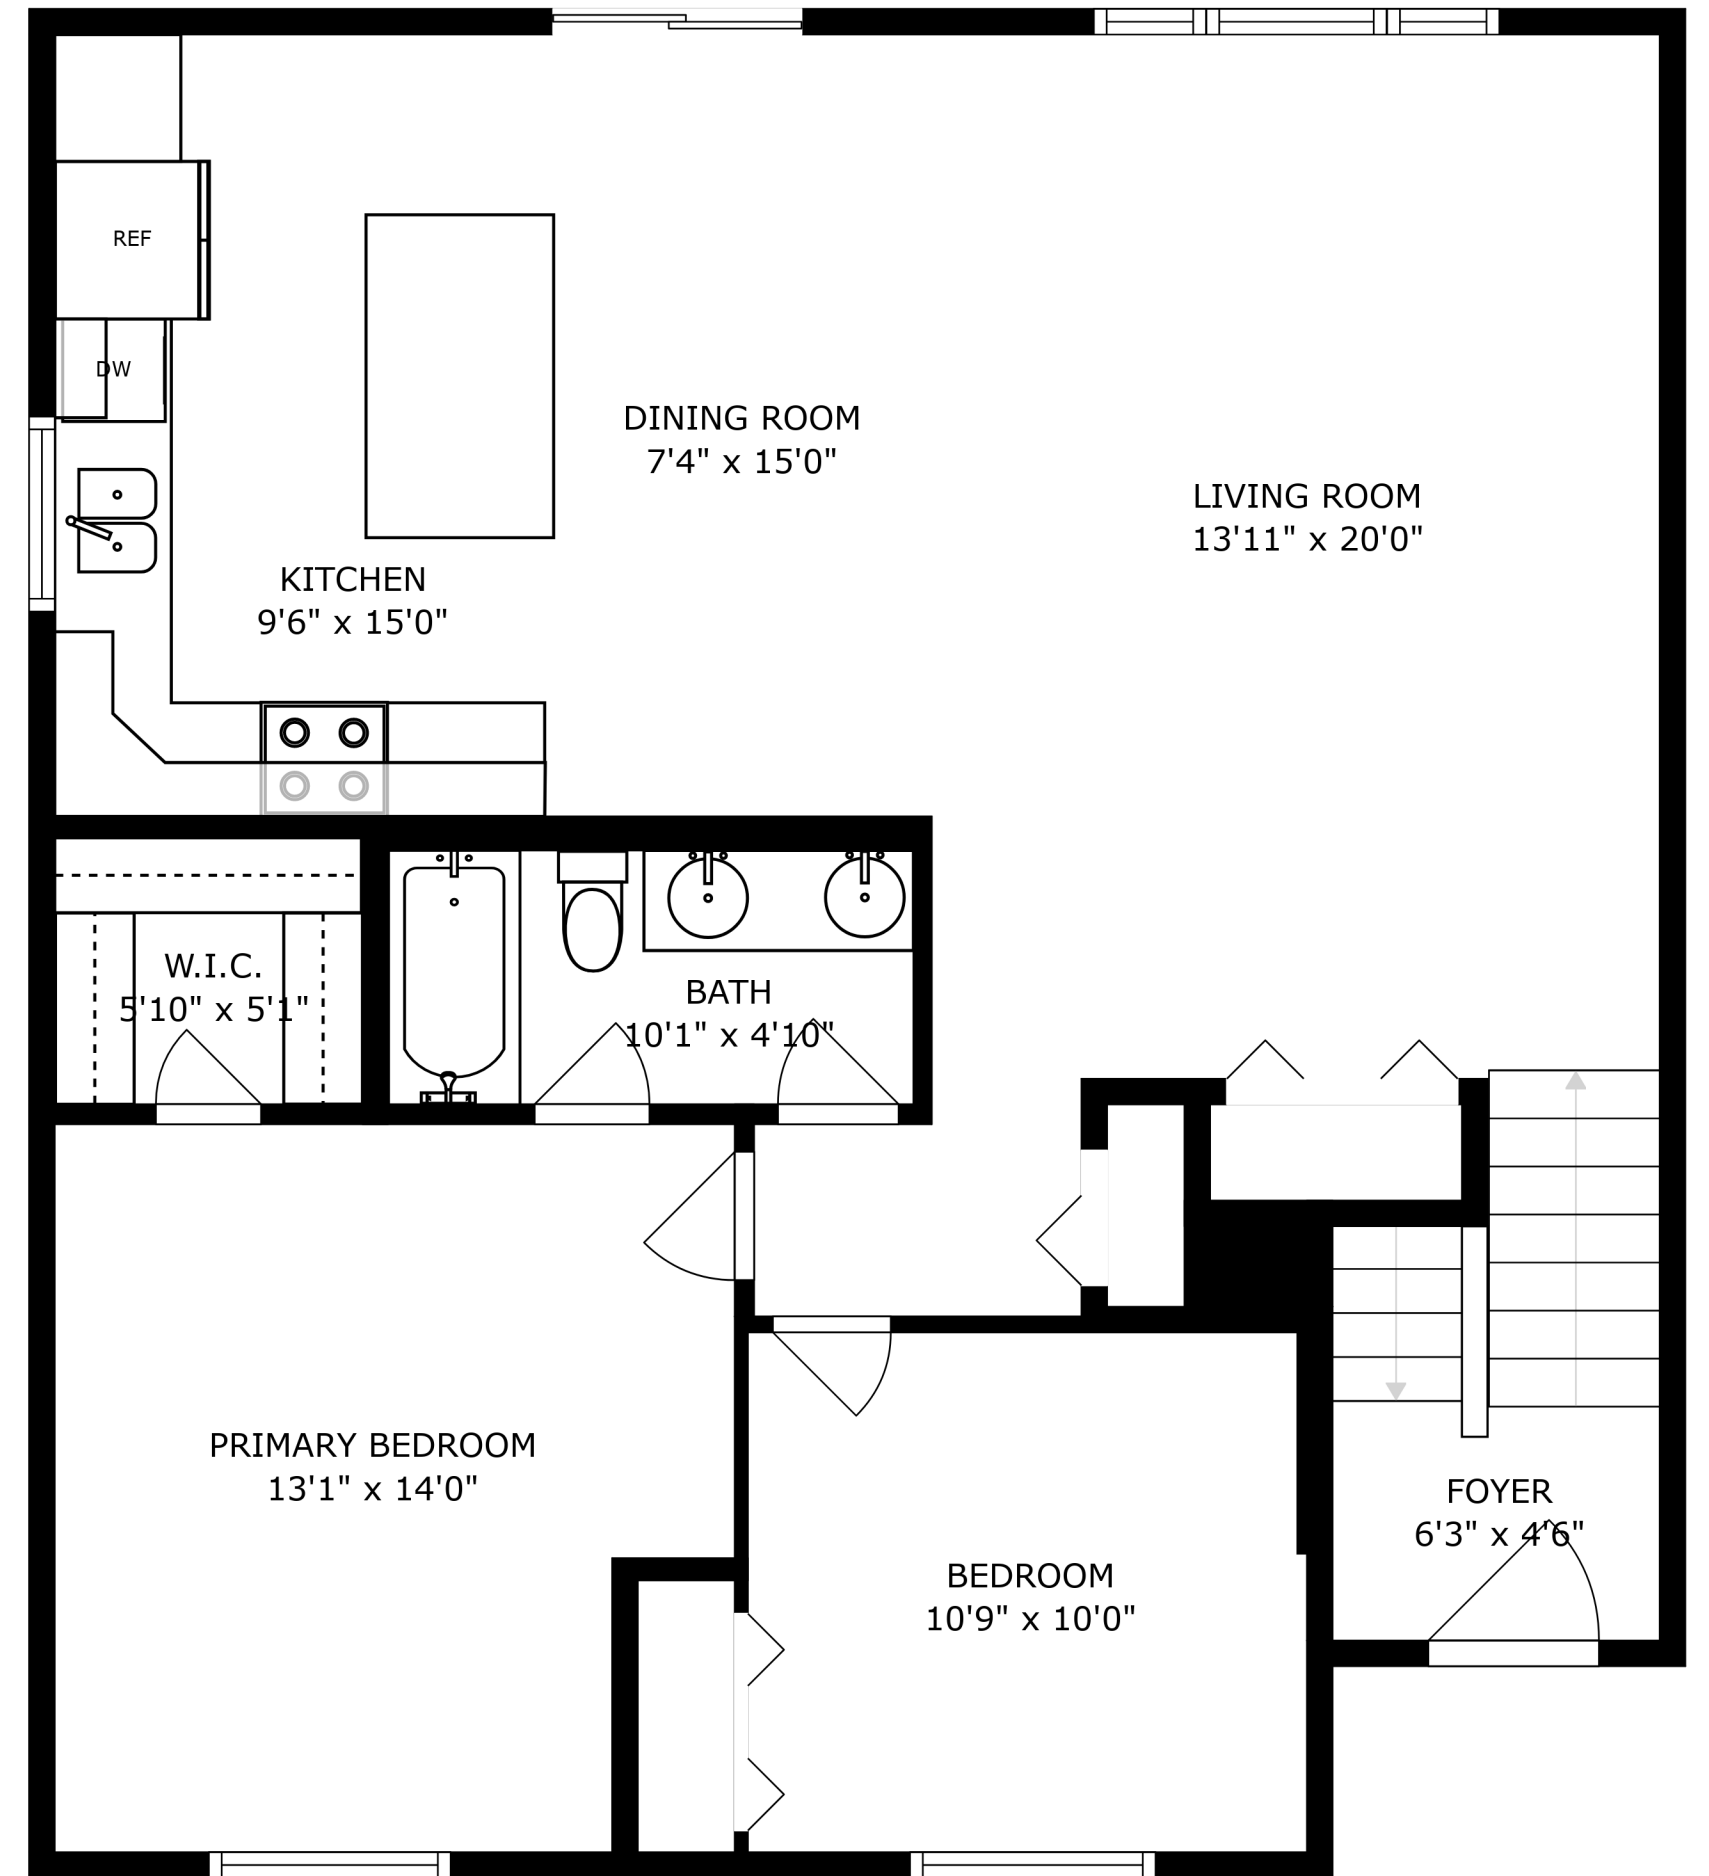 REF
DW
DINING ROOM
7'4" x 15'0"
LIVING ROOM
13'11" x 20'0"
KITCHEN
9'6" x 15'0"
W.I.C.
5'10" x 5'1"
BATH
10'1" x 4'10"
PRIMARY BEDROOM
13'1" x 14'0"
FOYER
6'3" x 4'6"
BEDROOM
10'9" x 10'0"